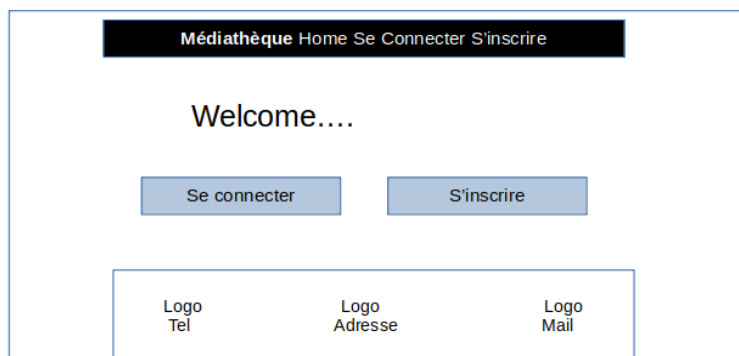 Médiathèque Home Se Connecter S'inscrire
Welcome....
Se connecter S'inscrire
Logo Logo Logo
Tel Adresse Mail